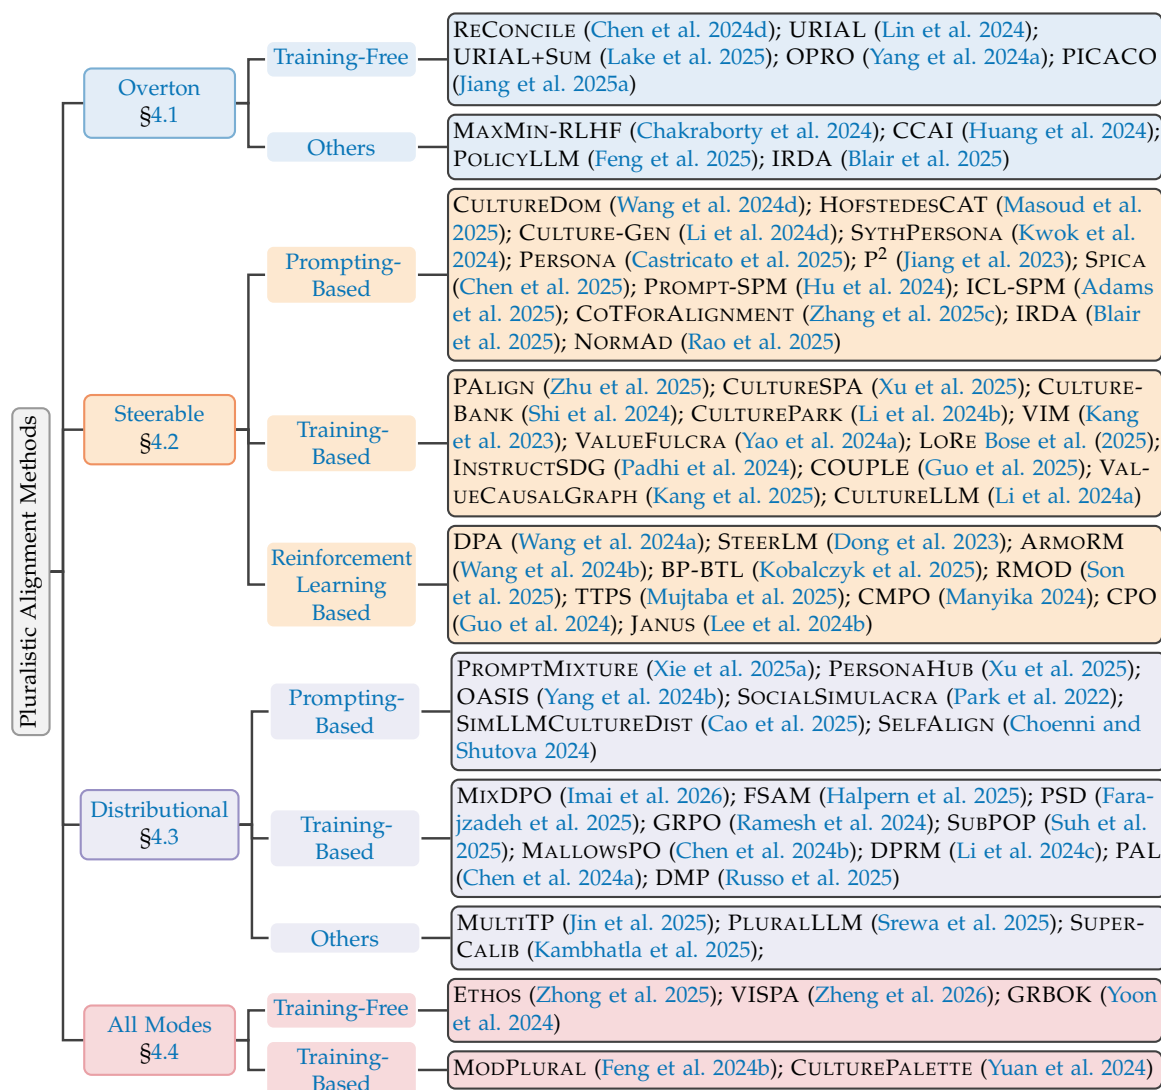 Pluralistic Alignment Methods
Overton
§4.1
Training-Free
RECONCILE (Chen et al. 2024d); URIAL (Lin et al. 2024);
URIAL+SUM (Lake et al. 2025); OPRO (Yang et al. 2024a); PICACO
(Jiang et al. 2025a)
Others
MAXMIN-RLHF (Chakraborty et al. 2024); CCAI (Huang et al. 2024);
POLICYLLM (Feng et al. 2025); IRDA (Blair et al. 2025)
Steerable
§4.2
Prompting-
Based
CULTUREDOM (Wang et al. 2024d); HOFSTEDESCAT (Masoud et al.
2025); CULTURE-GEN (Li et al. 2024d); SYTHPERSONA (Kwok et al.
2024); PERSONA (Castricato et al. 2025); P² (Jiang et al. 2023); SPICA
(Chen et al. 2025); PROMPT-SPM (Hu et al. 2024); ICL-SPM (Adams
et al. 2025); COTFORALIGNMENT (Zhang et al. 2025c); IRDA (Blair
et al. 2025); NORMAD (Rao et al. 2025)
Training-
Based
PALIGN (Zhu et al. 2025); CULTURESPA (Xu et al. 2025); CULTURE-
BANK (Shi et al. 2024); CULTUREPARK (Li et al. 2024b); VIM (Kang
et al. 2023); VALUEFULCRA (Yao et al. 2024a); LORE Bose et al. (2025);
INSTRUCTSDG (Padhi et al. 2024); COUPLE (Guo et al. 2025); VAL-
UECAUSALGRAPH (Kang et al. 2025); CULTURELLM (Li et al. 2024a)
Reinforcement
Learning
Based
DPA (Wang et al. 2024a); STEERLM (Dong et al. 2023); ARMORM
(Wang et al. 2024b); BP-BTL (Kobalczyk et al. 2025); RMOD (Son
et al. 2025); TTPS (Mujtaba et al. 2025); CMPO (Manyika 2024); CPO
(Guo et al. 2024); JANUS (Lee et al. 2024b)
Distributional
§4.3
Prompting-
Based
PROMPTMIXTURE (Xie et al. 2025a); PERSONAHUB (Xu et al. 2025);
OASIS (Yang et al. 2024b); SOCIALSIMULACRA (Park et al. 2022);
SIMLLMCULTUREDIST (Cao et al. 2025); SELFALIGN (Choenni and
Shutova 2024)
Training-
Based
MIXDPO (Imai et al. 2026); FSAM (Halpern et al. 2025); PSD (Fara-
jzadeh et al. 2025); GRPO (Ramesh et al. 2024); SUBPOP (Suh et al.
2025); MALLOWSPO (Chen et al. 2024b); DPRM (Li et al. 2024c); PAL
(Chen et al. 2024a); DMP (Russo et al. 2025)
Others
MULTITP (Jin et al. 2025); PLURALLLM (Srewa et al. 2025); SUPER-
CALIB (Kambhatla et al. 2025);
All Modes
§4.4
Training-Free
ETHOS (Zhong et al. 2025); VISPA (Zheng et al. 2026); GRBOK (Yoon
et al. 2024)
Training-
Based
MODPLURAL (Feng et al. 2024b); CULTUREPALETTE (Yuan et al. 2024)